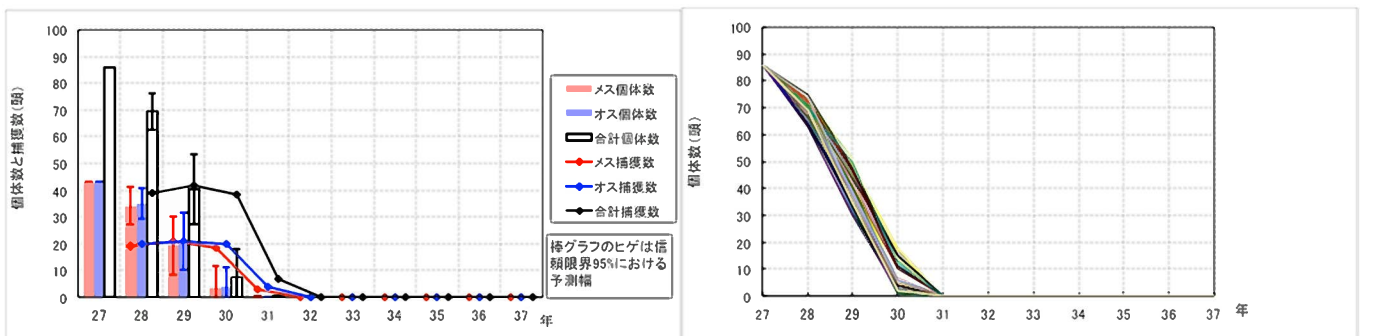 100
90
80
70
60
50
40
30
20
10
0
個体数と捕獲数(頭)
27 28 29 30 31 32 33 34 35 36 37 年
メス個体数
オス個体数
合計個体数
メス捕獲数
オス捕獲数
合計捕獲数
棒グラフのヒゲは信
頼限界95%における
予測幅
100
90
80
70
60
50
40
30
20
10
0
個体数(頭)
27 28 29 30 31 32 33 34 35 36 37 年